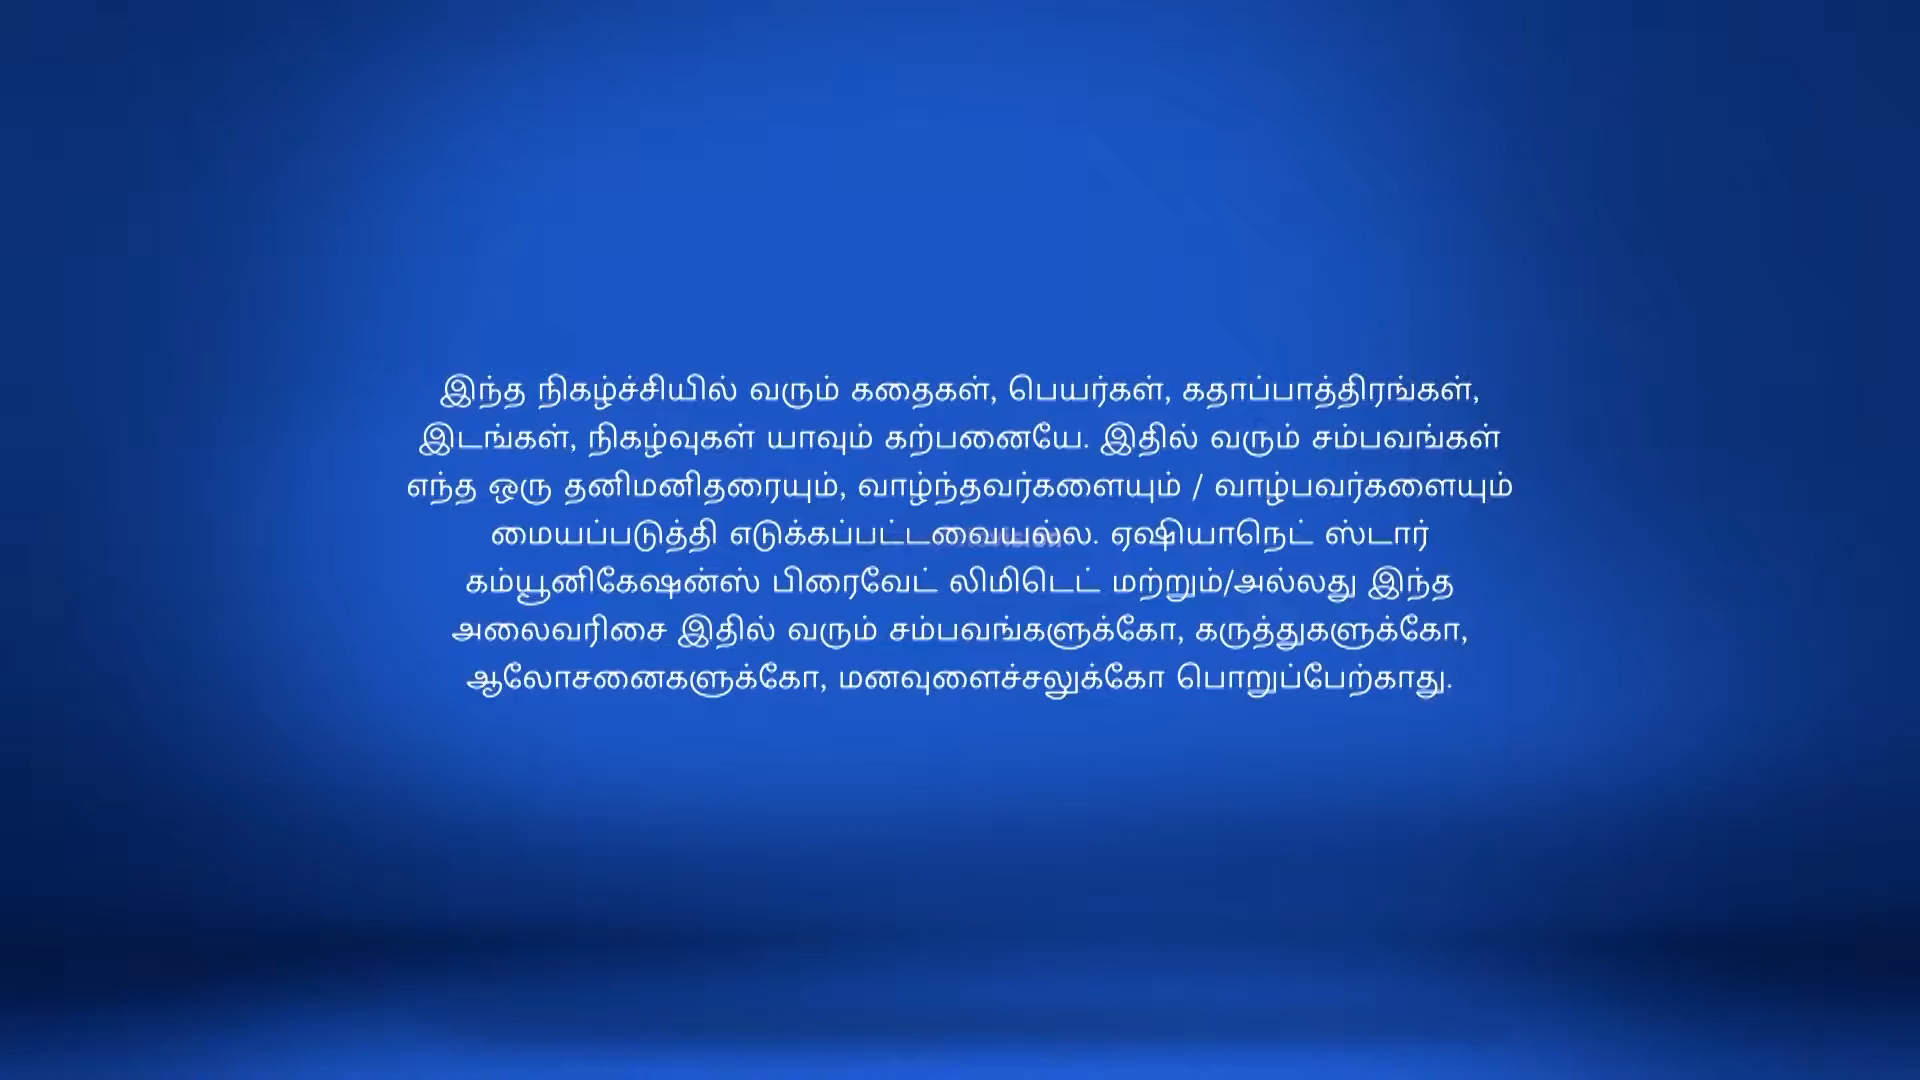 இந்த நிகழ்ச்சியில் வரும் கதைகள், பெயர்கள், கதாப்பாத்திரங்கள்,
இடங்கள், நிகழ்வுகள் யாவும் கற்பனையே. இதில் வரும் சம்பவங்கள்
எந்த ஒரு தனிமனிதரையும், வாழ்ந்தவர்களையும் / வாழ்பவர்களையும்
மையப்படுத்தி எடுக்கப்பட்டவையல்ல. ஏஷியாநெட் ஸ்டார்
கம்யூனிகேஷன்ஸ் பிரைவேட் லிமிடெட் மற்றும்/அல்லது இந்த
அலைவரிசை இதில் வரும் சம்பவங்களுக்கோ, கருத்துகளுக்கோ,
ஆலோசனைகளுக்கோ, மனவுளைச்சலுக்கோ பொறுப்பேற்காது.